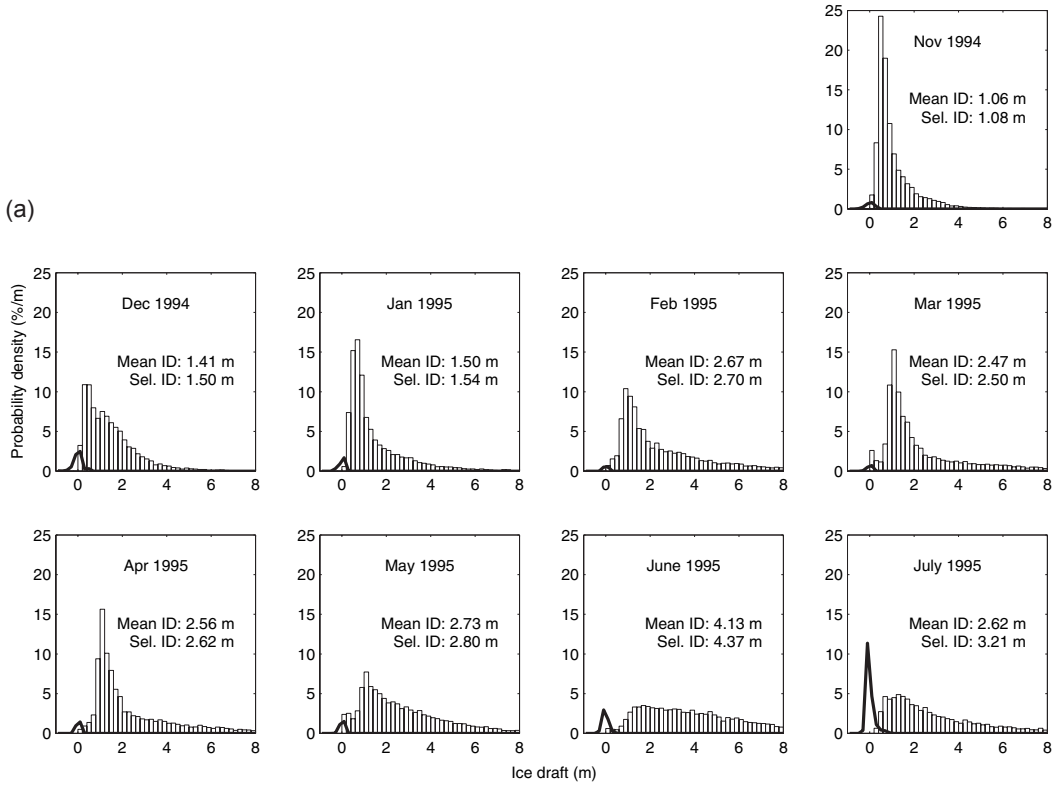 25
20
15
10
5
0
Nov 1994
Mean ID: 1.06 m
Sel. ID: 1.08 m
0 2 4 6 8
(a)
Probability density (%/m)
25
20
15
10
5
0
Dec 1994
Mean ID: 1.41 m
Sel. ID: 1.50 m
0 2 4 6 8
25
20
15
10
5
0
Jan 1995
Mean ID: 1.50 m
Sel. ID: 1.54 m
0 2 4 6 8
25
20
15
10
5
0
Feb 1995
Mean ID: 2.67 m
Sel. ID: 2.70 m
0 2 4 6 8
25
20
15
10
5
0
Mar 1995
Mean ID: 2.47 m
Sel. ID: 2.50 m
0 2 4 6 8
25
20
15
10
5
0
Apr 1995
Mean ID: 2.56 m
Sel. ID: 2.62 m
0 2 4 6 8
25
20
15
10
5
0
May 1995
Mean ID: 2.73 m
Sel. ID: 2.80 m
0 2 4 6 8
25
20
15
10
5
0
June 1995
Mean ID: 4.13 m
Sel. ID: 4.37 m
0 2 4 6 8
25
20
15
10
5
0
July 1995
Mean ID: 2.62 m
Sel. ID: 3.21 m
0 2 4 6 8
Ice draft (m)